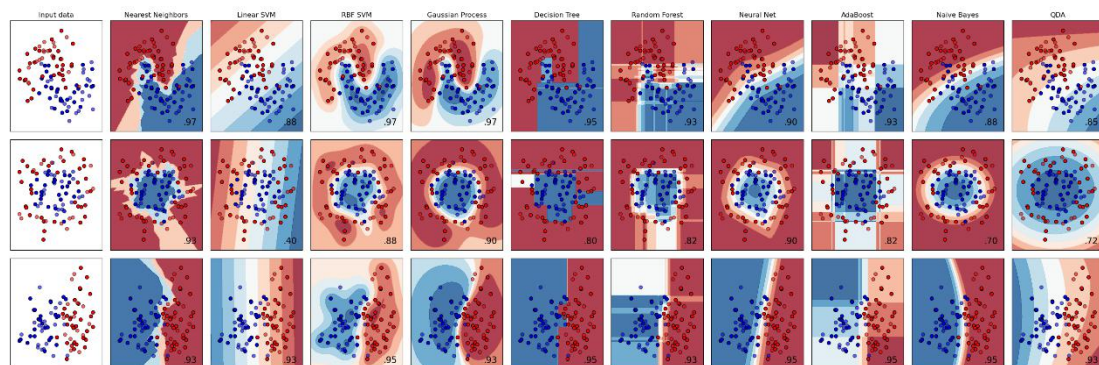 Input data Nearest Neighbors Linear SVM RBF SVM Gaussian Process Decision Tree Random Forest Neural Net AdaBoost Naive Bayes QDA
.97 .88 .97 .97 .95 .93 .90 .93 .88 .85
.93 .40 .88 .90 .80 .82 .90 .82 .70 .72
.93 .93 .95 .93 .95 .93 .95 .95 .95 .93